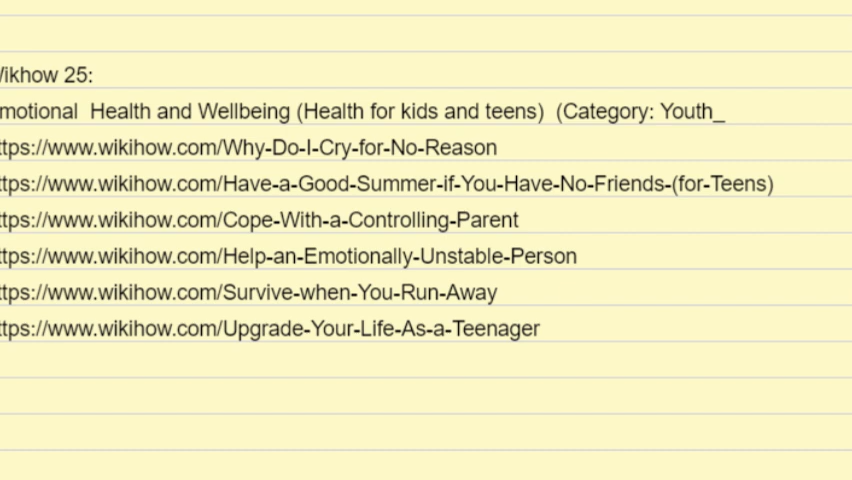 ikhow 25:
motional  Health and Wellbeing (Health for kids and teens)  (Category: Youth_
ttps://www.wikihow.com/Why-Do-I-Cry-for-No-Reason
ttps://www.wikihow.com/Have-a-Good-Summer-if-You-Have-No-Friends-(for-Teens)
ttps://www.wikihow.com/Cope-With-a-Controlling-Parent
ttps://www.wikihow.com/Help-an-Emotionally-Unstable-Person
ttps://www.wikihow.com/Survive-when-You-Run-Away
ttps://www.wikihow.com/Upgrade-Your-Life-As-a-Teenager